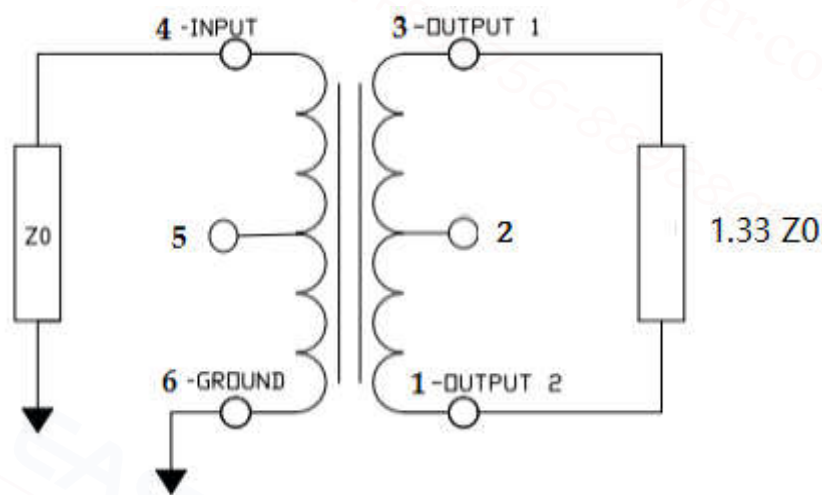 4 -INPUT
3 -OUTPUT 1
Z0
5
2
1.33 Z0
6 -GROUND
1 -OUTPUT 2